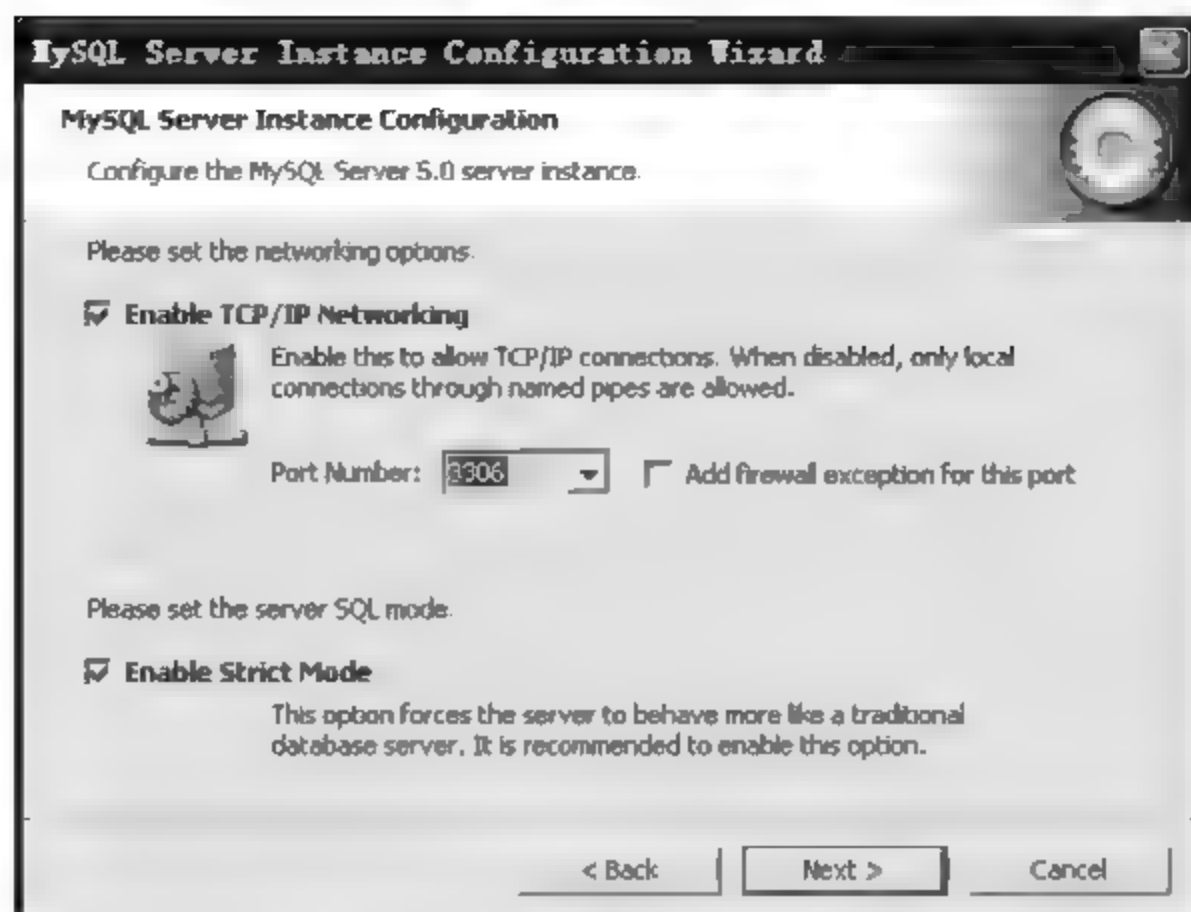 MySQL Server Instance Configuration Wizard
MySQL Server Instance Configuration
Configure the MySQL Server 5.0 server instance.
Please set the networking options.
Enable TCP/IP Networking
Enable this to allow TCP/IP connections. When disabled, only local
connections through named pipes are allowed.
Port Number: 3306 Add firewall exception for this port
Please set the server SQL mode.
Enable Strict Mode
This option forces the server to behave more like a traditional
database server. It is recommended to enable this option.
< Back Next > Cancel